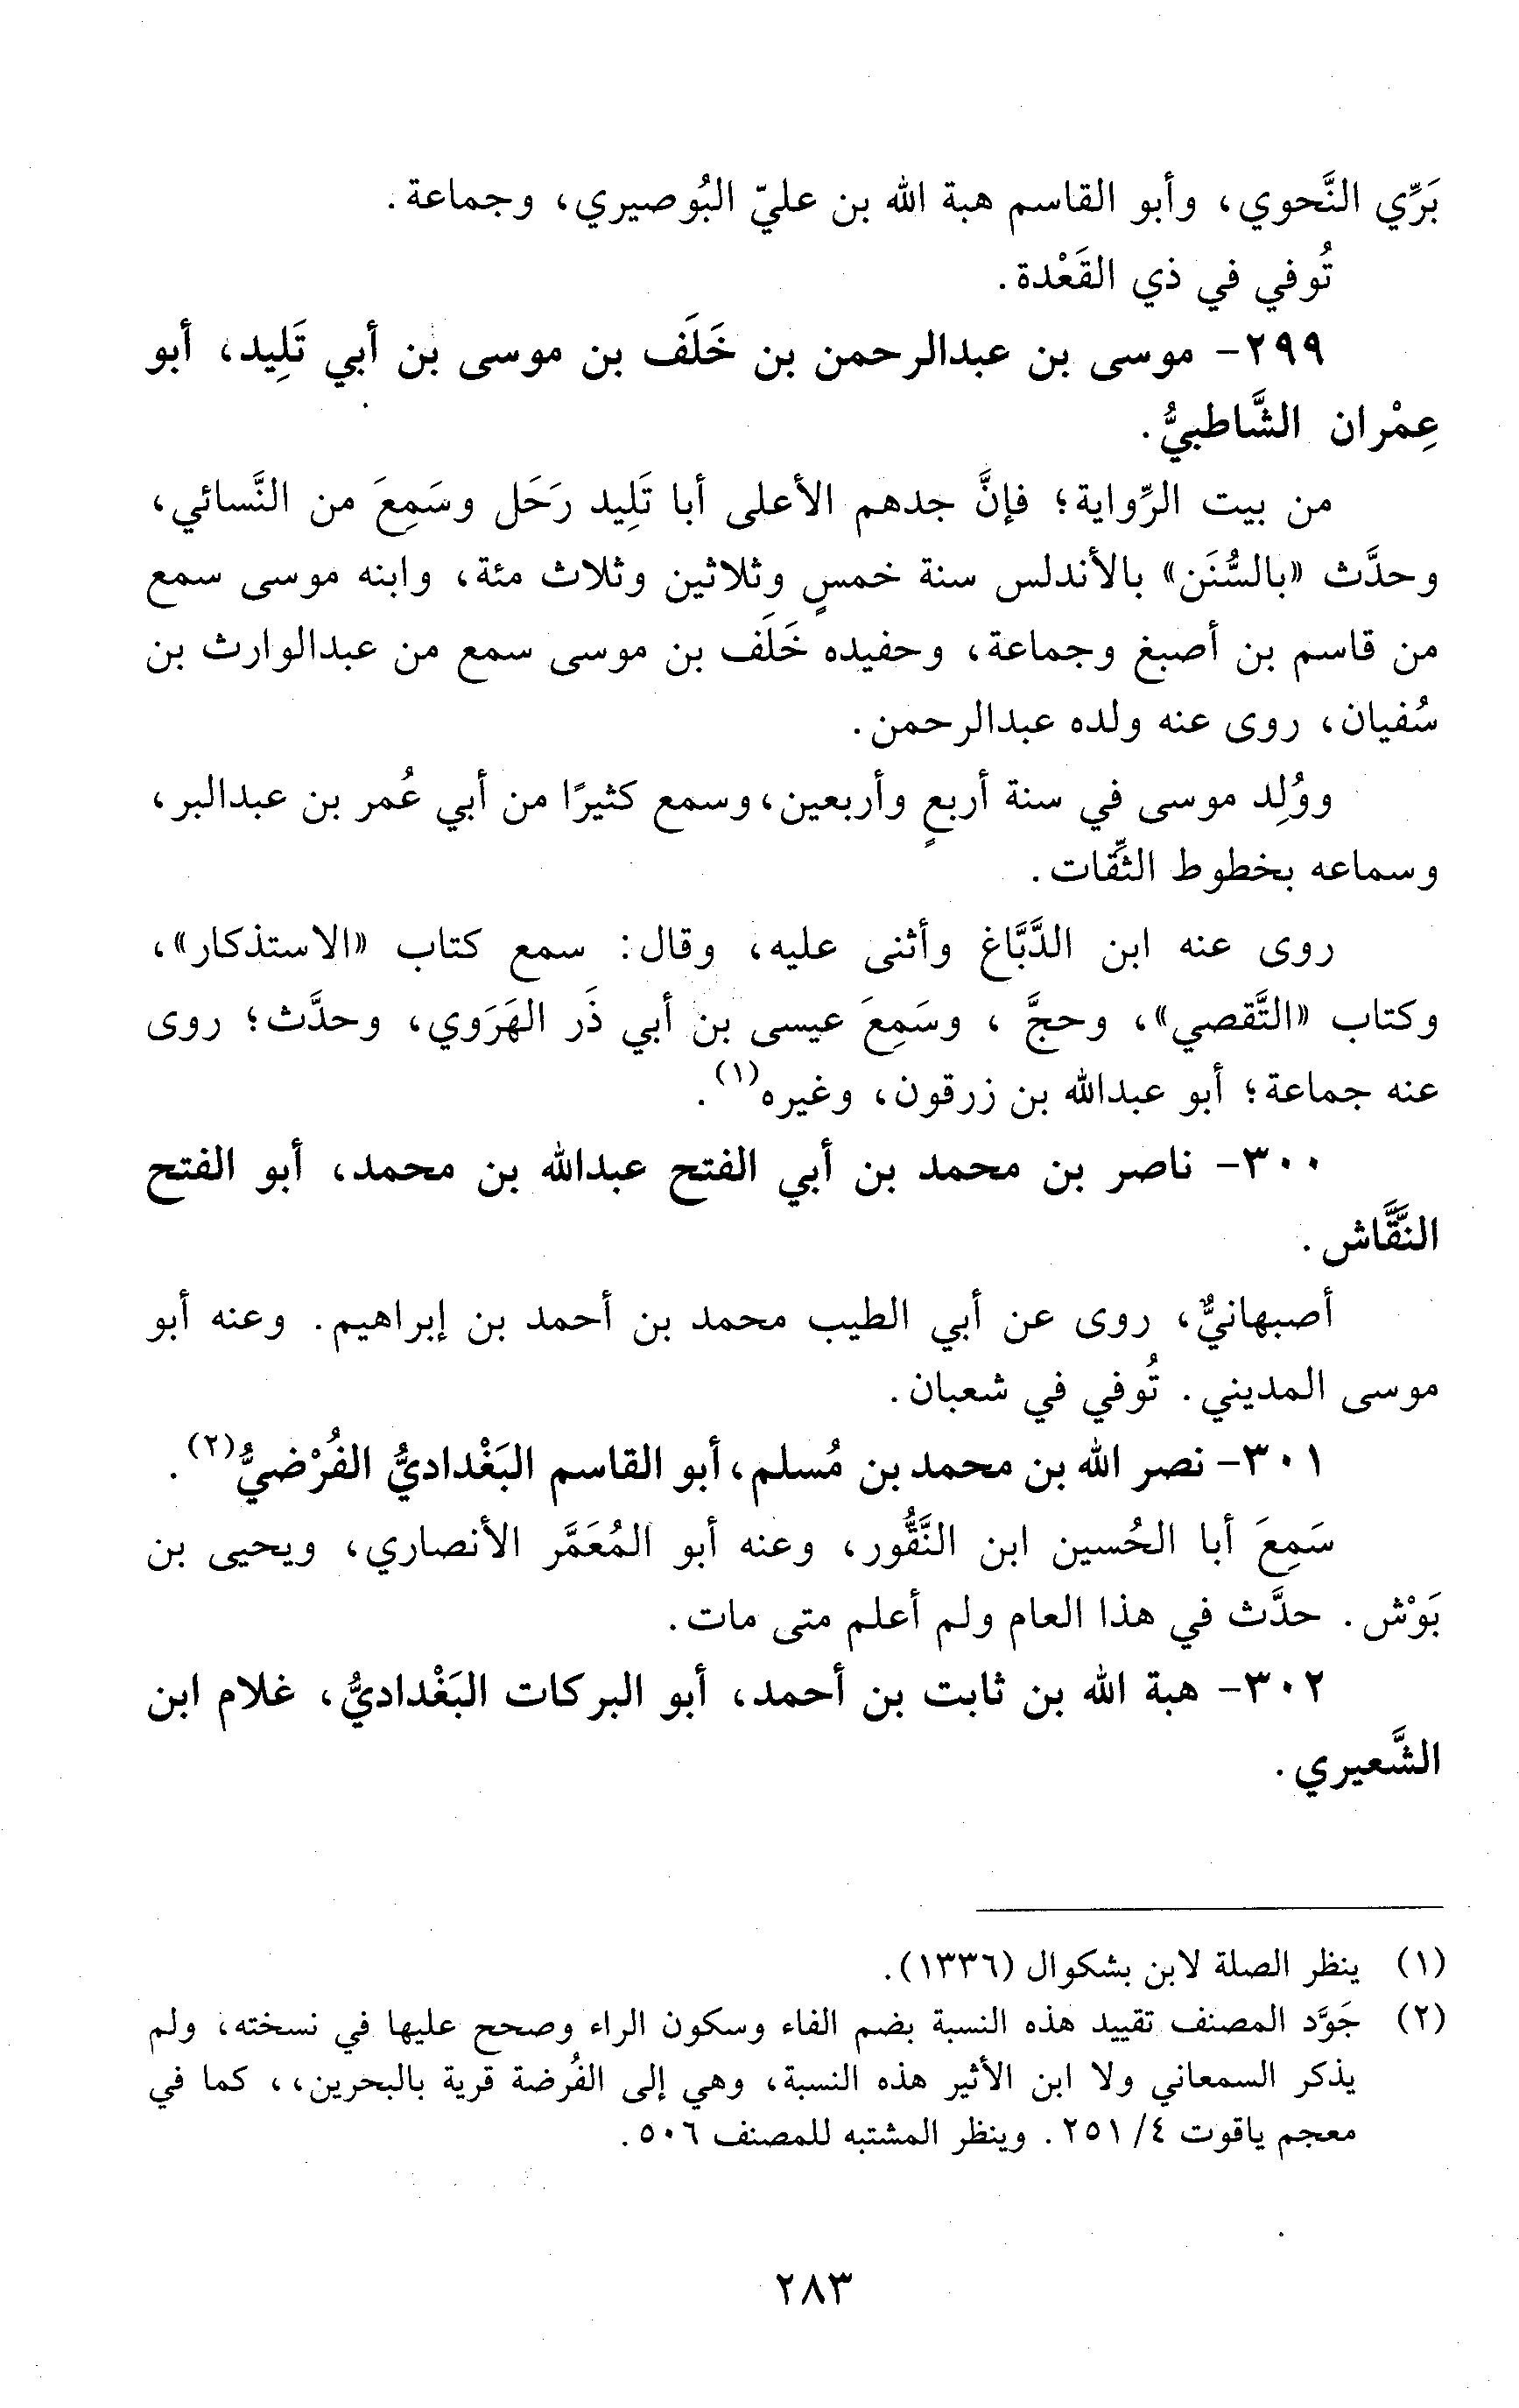 بَرِّي النَّحوي، وأبو القاسم هبة الله بن عليّ البُوصيري، وجماعة.
تُوفي في ذي القَعْدة.
٢٩٩- موسى بن عبدالرحمن بن خَلَف بن موسى بن أبي تَلِيد، أبو
عِمْران الشَّاطبيُّ.
من بيت الرِّواية؛ فإنَّ جدهم الأعلى أبا تَلِيد رَحَل وسَمِعَ من النَّسائي،
وحدَّث «بالسُّنَن» بالأندلس سنة خمسٍ وثلاثين وثلاث مئة، وابنه موسى سمع
من قاسم بن أصبغ وجماعة، وحفيده خَلَف بن موسى سمع من عبدالوارث بن
سُفيان، روى عنه ولده عبدالرحمن.
ووُلِد موسى في سنة أربعٍ وأربعين، وسمع كثيرًا من أبي عُمر بن عبدالبر،
وسماعه بخطوط الثِّقات.
روى عنه ابن الدَّبَّاغ وأثنى عليه، وقال: سمع كتاب «الاستذكار»،
وكتاب «التَّقصي»، وحجَّ ، وسَمِعَ عيسى بن أبي ذَر الهَرَوي، وحدَّث؛ روى
عنه جماعة؛ أبو عبدالله بن زرقون، وغيره(١).
٣٠٠- ناصر بن محمد بن أبي الفتح عبدالله بن محمد، أبو الفتح
النَّقَّاش.
أصبهانيٌّ، روى عن أبي الطيب محمد بن أحمد بن إبراهيم. وعنه أبو
موسى المديني. تُوفي في شعبان.
٣٠١- نصر الله بن محمد بن مُسلم، أبو القاسم البَغْداديُّ الفُرْضيُّ(٢).
سَمِعَ أبا الحُسين ابن النَّقُّور، وعنه أبو المُعَمَّر الأنصاري، ويحيى بن
بَوْش. حدَّث في هذا العام ولم أعلم متى مات.
٣٠٢- هبة الله بن ثابت بن أحمد، أبو البركات البَغْداديُّ، غلام ابن
الشَّعيري.
(١) ينظر الصلة لابن بشكوال (١٣٣٦).
(٢) جَوَّد المصنف تقييد هذه النسبة بضم الفاء وسكون الراء وصحح عليها في نسخته، ولم
يذكر السمعاني ولا ابن الأثير هذه النسبة، وهي إلى الفُرضة قرية بالبحرين،، كما في
معجم ياقوت ٤/ ٢٥١. وينظر المشتبه للمصنف ٥٠٦.
٢٨٣